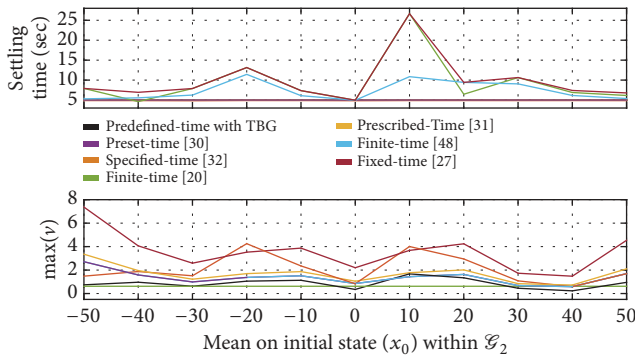 Settling
time (sec)
25
20
15
10
5
Predefined-time with TBG
Preset-time [30]
Specified-time [32]
Finite-time [20]
Prescribed-Time [31]
Finite-time [48]
Fixed-time [27]
max(v)
8
6
4
2
0
−50 −40 −30 −20 −10 0 10 20 30 40 50
Mean on initial state (x₀) within 𝒢₂